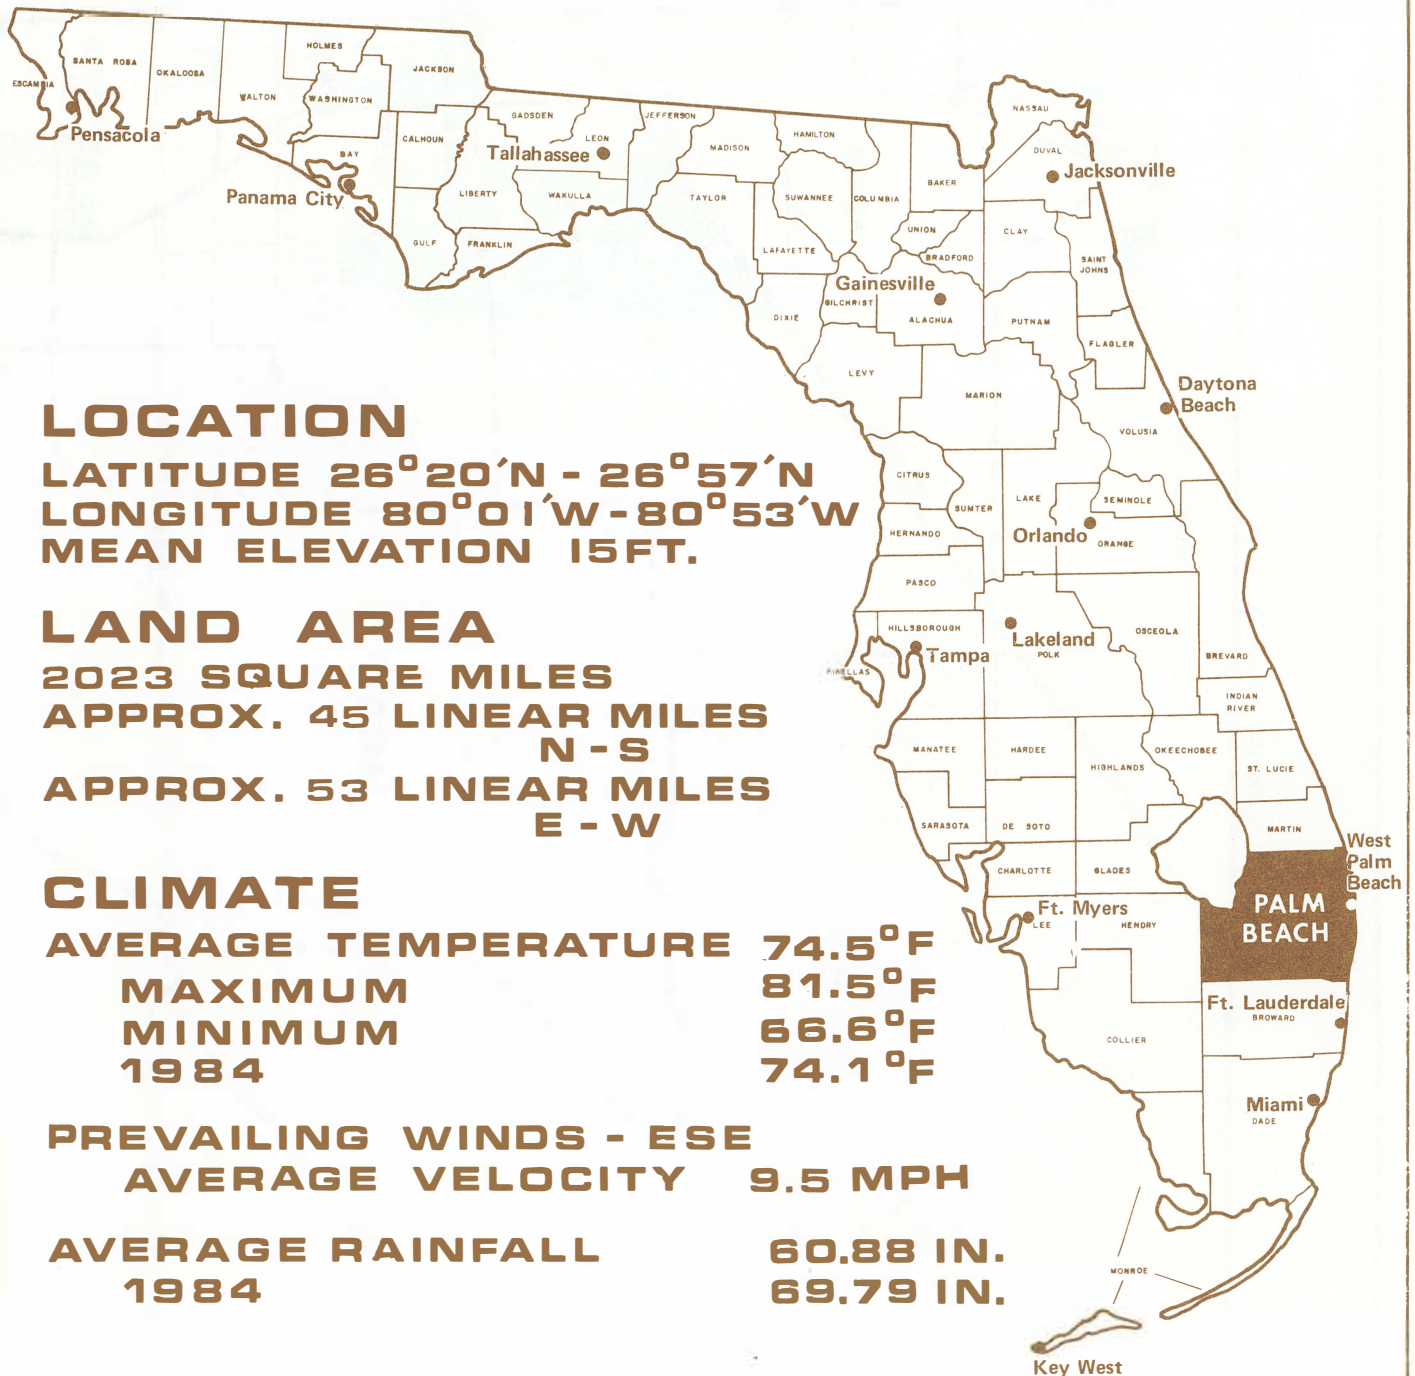 HOLMES
SANTA ROSA
OKALOOSA
JACKSON
ESCAMBIA
WALTON
WASHINGTON
Pensacola
GADSDEN
JEFFERSON
NASSAU
CALHOUN
LEON
HAMILTON
MADISON
DUVAL
BAY
Tallahassee
Jacksonville
Panama City
LIBERTY
WAKULLA
TAYLOR
SUWANNEE
COLUMBIA
BAKER
GULF
FRANKLIN
LAFAYETTE
UNION
BRADFORD
CLAY
SAINT
JOHNS
Gainesville
DIXIE
GILCHRIST
ALACHUA
PUTNAM
FLAGLER
LEVY
MARION
Daytona
Beach
VOLUSIA
CITRUS
SUMTER
LAKE
SEMINOLE
HERNANDO
Orlando
ORANGE
PASCO
HILLSBOROUGH
Tampa
Lakeland
POLK
OSCEOLA
BREVARD
PINELLAS
INDIAN
RIVER
MANATEE
HARDEE
HIGHLANDS
OKEECHOBEE
ST. LUCIE
SARASOTA
DE SOTO
MARTIN
West
Palm
Beach
CHARLOTTE
GLADES
PALM
BEACH
Ft. Myers
LEE
HENDRY
Ft. Lauderdale
BROWARD
COLLIER
Miami
DADE
MONROE
Key West
LOCATION
LATITUDE 26°20'N - 26°57'N
LONGITUDE 80°01'W-80°53'W
MEAN ELEVATION 15FT.
LAND AREA
2023 SQUARE MILES
APPROX. 45 LINEAR MILES
N - S
APPROX. 53 LINEAR MILES
E - W
CLIMATE
AVERAGE TEMPERATURE 74.5°F
MAXIMUM 81.5°F
MINIMUM 66.6°F
1984 74.1°F
PREVAILING WINDS - ESE
AVERAGE VELOCITY 9.5 MPH
AVERAGE RAINFALL 60.88 IN.
1984 69.79 IN.